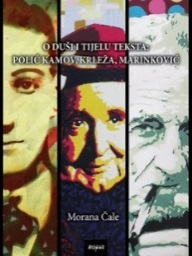 O DUŠI I TIJELU TEKSTA:
POLIĆ KAMOV, KRLEŽA, MARINKOVIĆ
Morana Čale